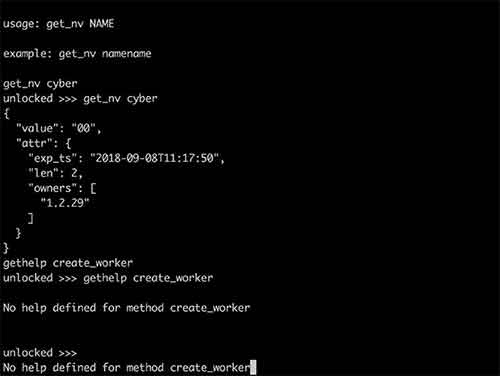 usage: get_nv NAME
example: get_nv namename
get_nv cyber
unlocked >>> get_nv cyber
{
  "value": "00",
  "attr": {
    "exp_ts": "2018-09-08T11:17:50",
    "len": 2,
    "owners": [
      "1.2.29"
    ]
  }
}
gethelp create_worker
unlocked >>> gethelp create_worker
No help defined for method create_worker
unlocked >>>
No help defined for method create_worker